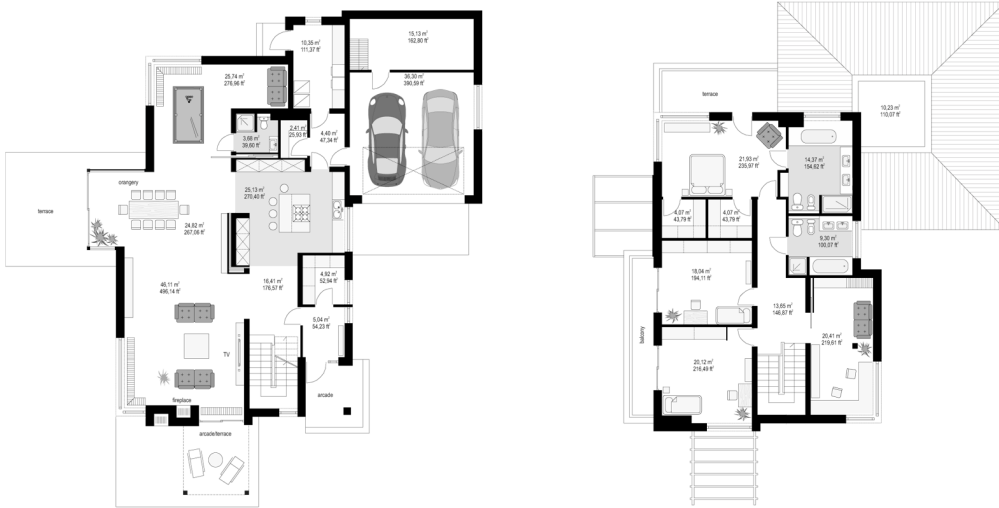 10,35 m²
111,37 ft²
15,13 m²
162,80 ft²
25,74 m²
276,96 ft²
36,30 m²
390,59 ft²
3,68 m²
39,60 ft²
2,41 m²
25,93 ft²
4,40 m²
47,34 ft²
orangery
terrace
25,13 m²
270,40 ft²
24,82 m²
267,06 ft²
46,11 m²
496,14 ft²
16,41 m²
176,57 ft²
4,92 m²
52,94 ft²
5,04 m²
54,23 ft²
TV
fireplace
arcade
arcade/terrace
terrace
10,23 m²
110,07 ft²
21,93 m²
235,97 ft²
14,37 m²
154,62 ft²
4,07 m²
43,79 ft²
4,07 m²
43,79 ft²
9,30 m²
100,07 ft²
18,04 m²
194,11 ft²
13,65 m²
146,87 ft²
balcony
20,41 m²
219,61 ft²
20,12 m²
216,49 ft²